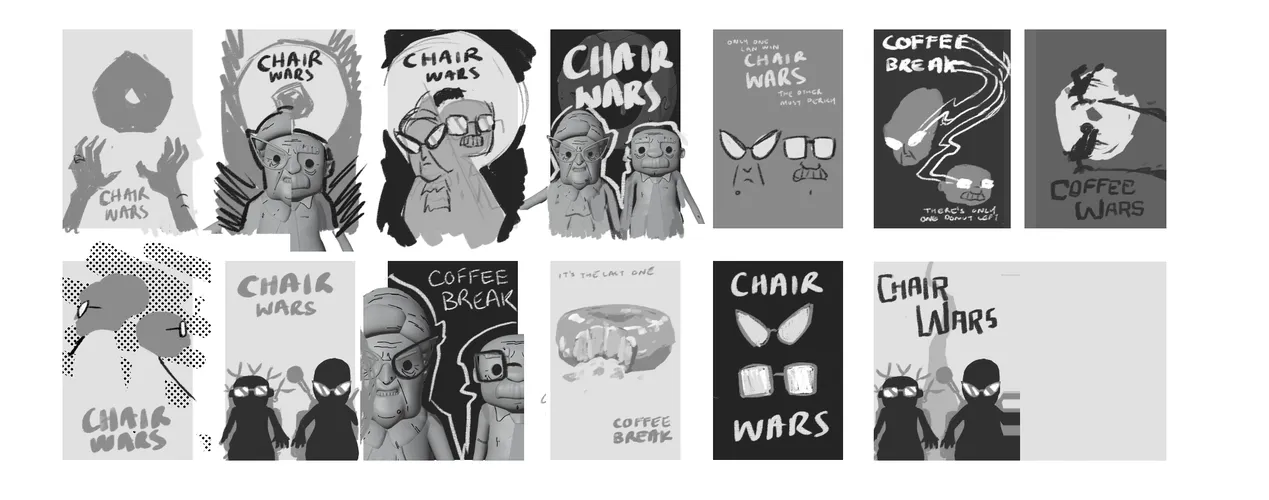 CHAIR
WARS
CHAIR
WARS
CHAIR
WARS
CHAIR
WARS
ONLY ONE
CAN WIN
CHAIR
WARS
THE OTHER
MUST PERISH
COFFEE
BREAK
THERE'S ONLY
ONE DONUT LEFT
COFFEE
WARS
CHAIR
WARS
CHAIR
WARS
COFFEE
BREAK
IT'S THE LAST ONE
COFFEE
BREAK
CHAIR
WARS
CHAIR
WARS